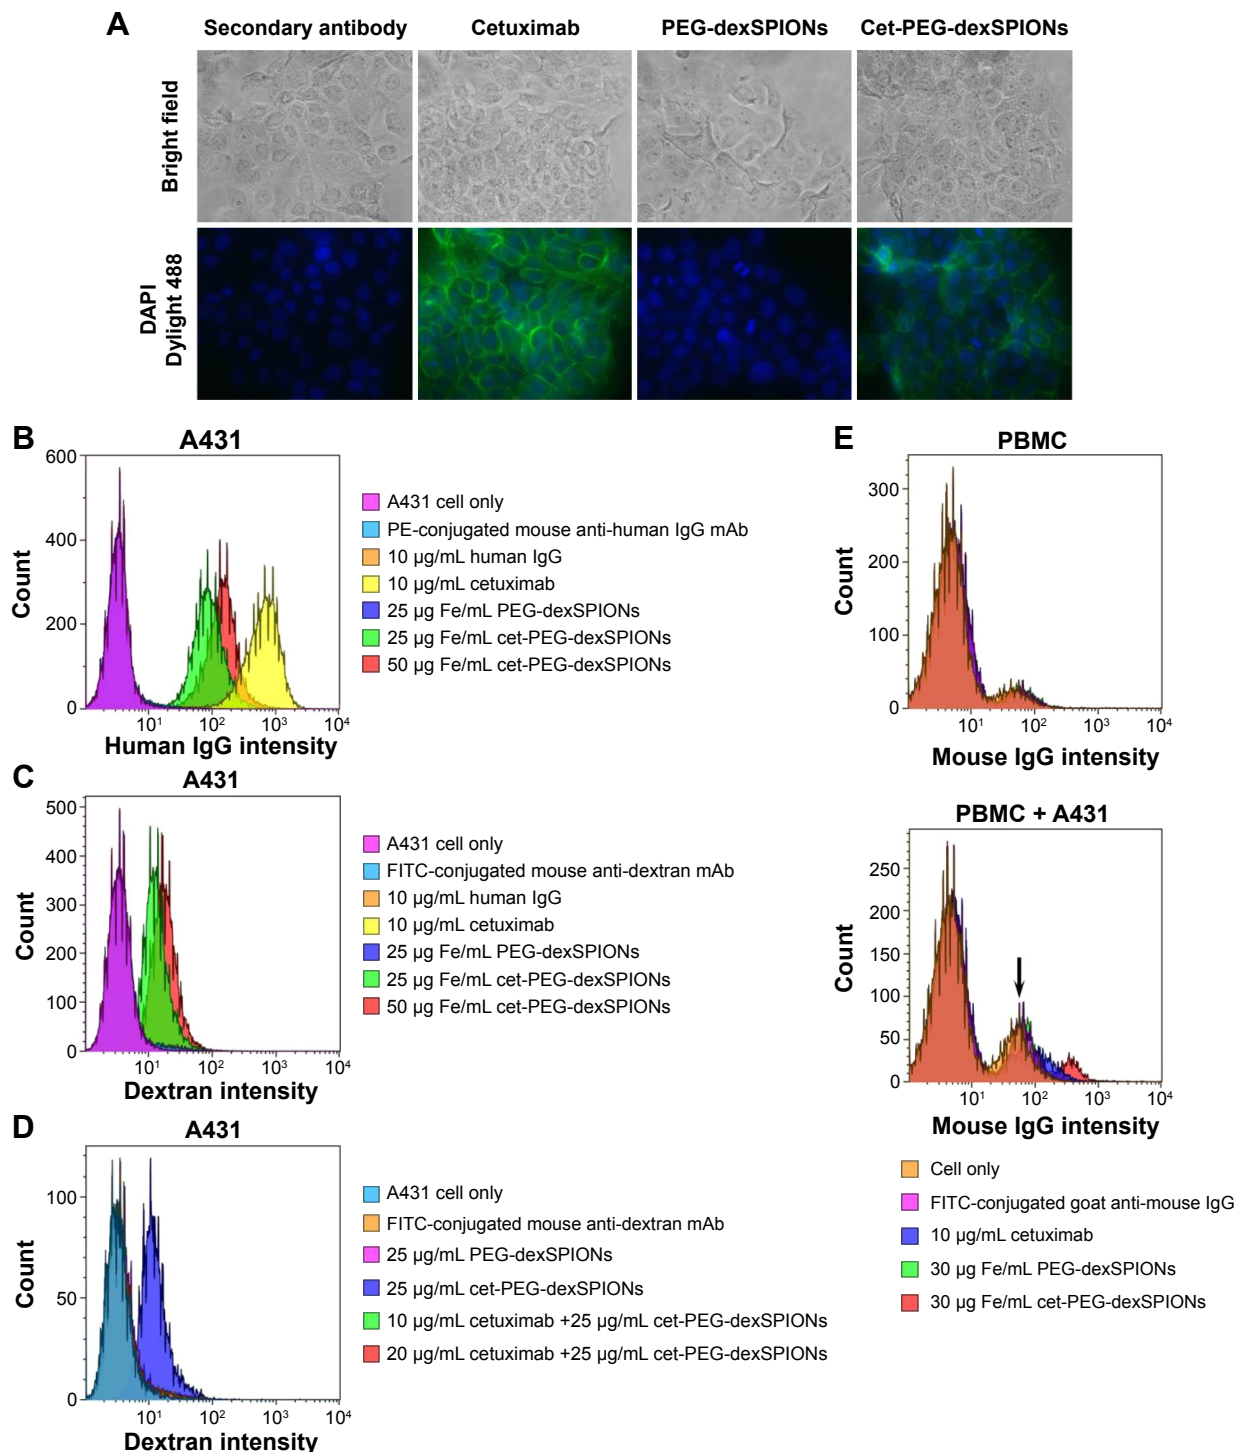 A
Secondary antibody
Cetuximab
PEG-dexSPIONs
Cet-PEG-dexSPIONs
Bright field
DAPI
Dylight 488
B
A431
600
400
200
0
Count
10¹
10²
10³
10⁴
Human IgG intensity
A431 cell only
PE-conjugated mouse anti-human IgG mAb
10 µg/mL human IgG
10 µg/mL cetuximab
25 µg Fe/mL PEG-dexSPIONs
25 µg Fe/mL cet-PEG-dexSPIONs
50 µg Fe/mL cet-PEG-dexSPIONs
C
A431
500
400
300
200
100
0
Count
10¹
10²
10³
10⁴
Dextran intensity
A431 cell only
FITC-conjugated mouse anti-dextran mAb
10 µg/mL human IgG
10 µg/mL cetuximab
25 µg Fe/mL PEG-dexSPIONs
25 µg Fe/mL cet-PEG-dexSPIONs
50 µg Fe/mL cet-PEG-dexSPIONs
D
A431
100
50
0
Count
10¹
10²
10³
10⁴
Dextran intensity
A431 cell only
FITC-conjugated mouse anti-dextran mAb
25 µg/mL PEG-dexSPIONs
25 µg/mL cet-PEG-dexSPIONs
10 µg/mL cetuximab +25 µg/mL cet-PEG-dexSPIONs
20 µg/mL cetuximab +25 µg/mL cet-PEG-dexSPIONs
E
PBMC
300
200
100
0
Count
10¹
10²
10³
10⁴
Mouse IgG intensity
PBMC + A431
250
200
150
100
50
0
Count
10¹
10²
10³
10⁴
Mouse IgG intensity
Cell only
FITC-conjugated goat anti-mouse IgG
10 µg/mL cetuximab
30 µg Fe/mL PEG-dexSPIONs
30 µg Fe/mL cet-PEG-dexSPIONs